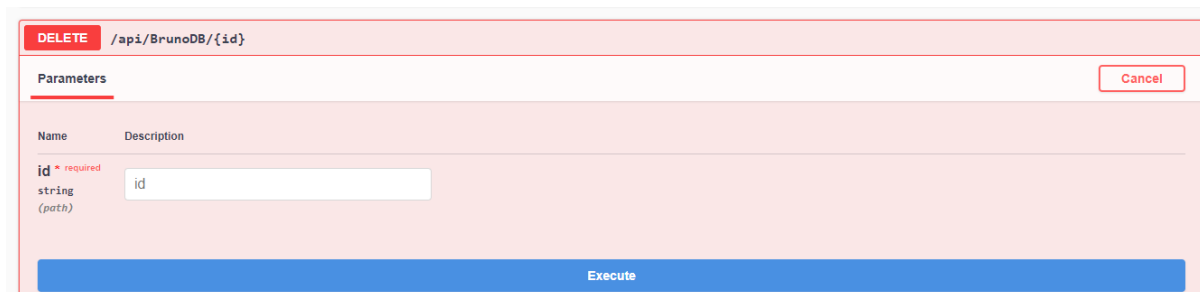 DELETE /api/BrunoDB/{id}
Parameters Cancel
Name Description
id * required
id
string
(path)
Execute